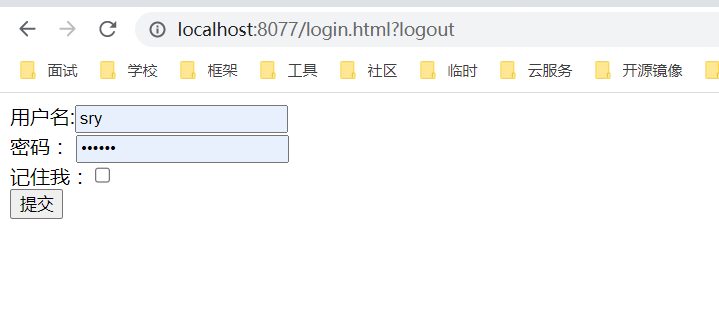 localhost:8077/login.html?logout
面试 学校 框架 工具 社区 临时 云服务 开源镜像
用户名:sry
密码： ••••••
记住我：
提交